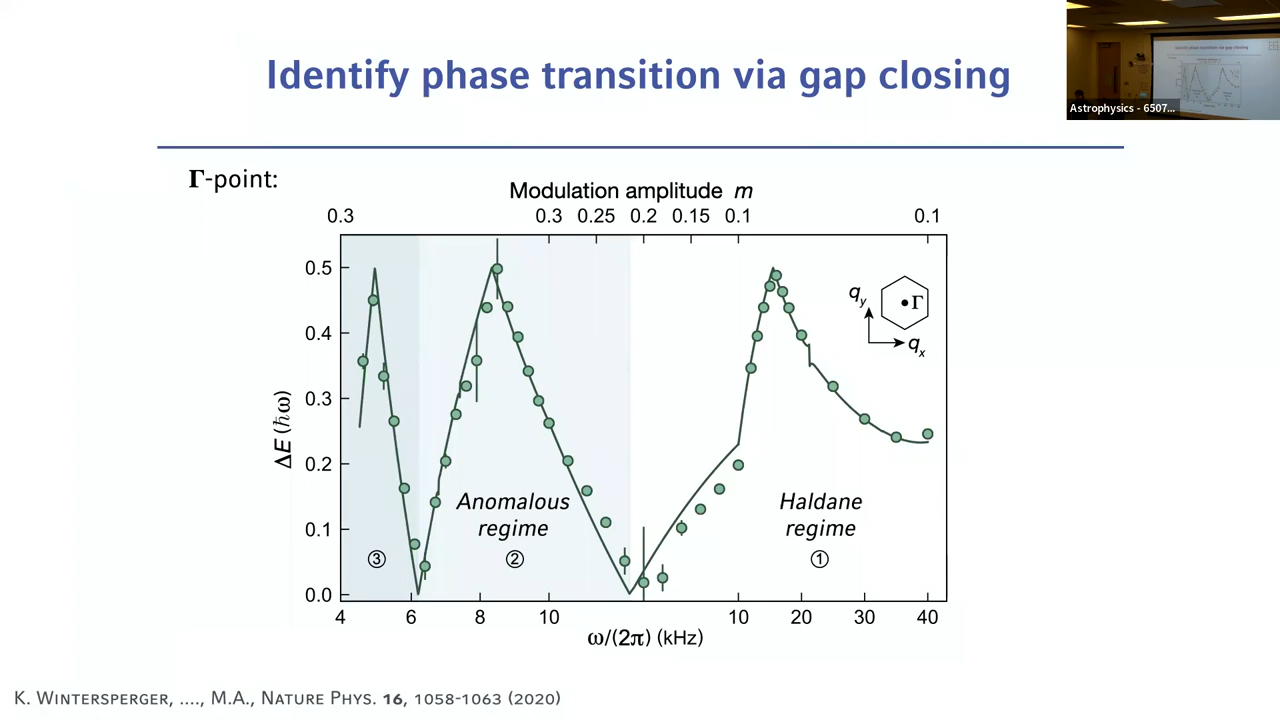 Identify phase transition via gap closing
Astrophysics - 6507...
Γ-point:
Modulation amplitude m
0.3 0.3 0.25 0.2 0.15 0.1 0.1
0.5
0.4
0.3
0.2
0.1
0.0
ΔE (ħω)
qy
Γ
qx
Anomalous
regime
Haldane
regime
③ ② ①
4 6 8 10 10 20 30 40
ω/(2π) (kHz)
K. Wintersperger, ...., M.A., Nature Phys. 16, 1058-1063 (2020)